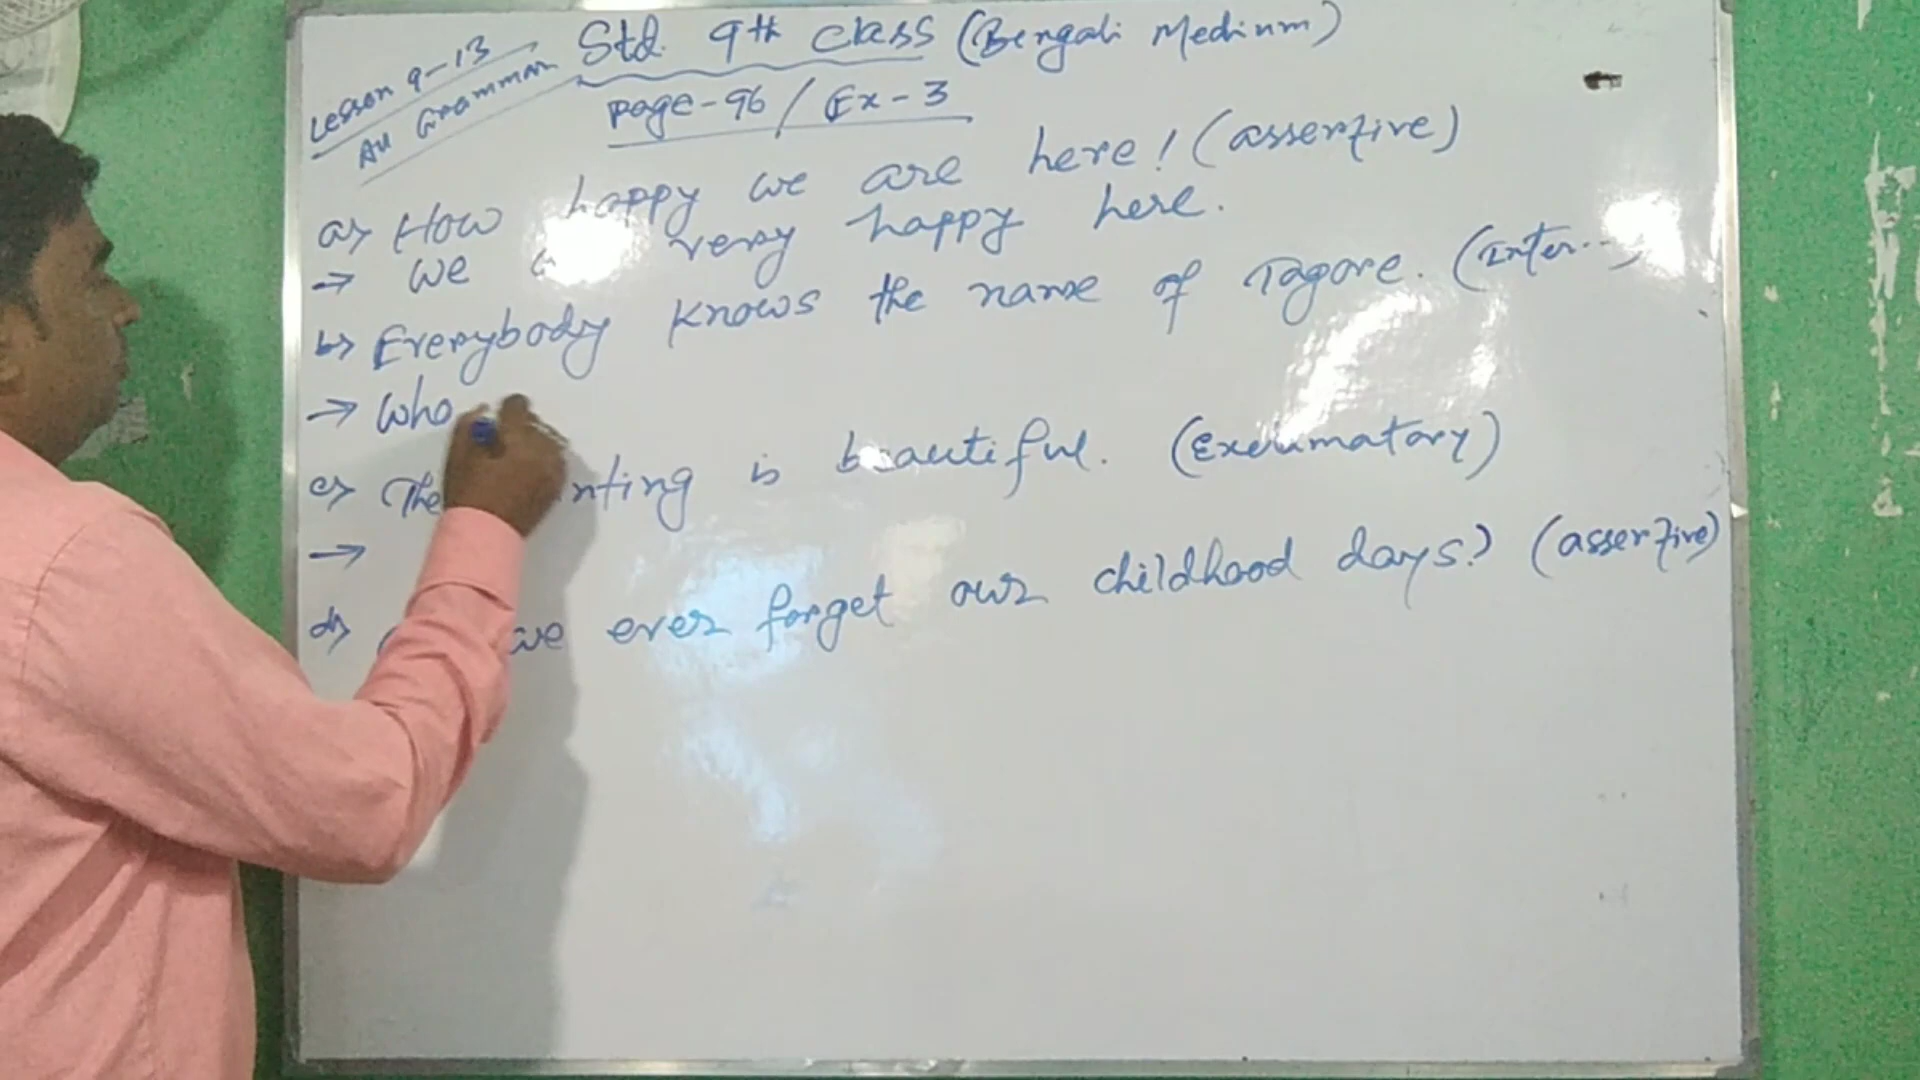 Lesson 9-13
All Grammar
Std. 9th class (Bengali Medium)
Page-96 / Ex-3
a> How happy we are here! (assertive)
→ We very happy here.
b> Everybody knows the name of Tagore. (Inter...)
→ Who
c> The is beautiful. (Exclamatory)
→
d> we ever forget our childhood days? (assertive)